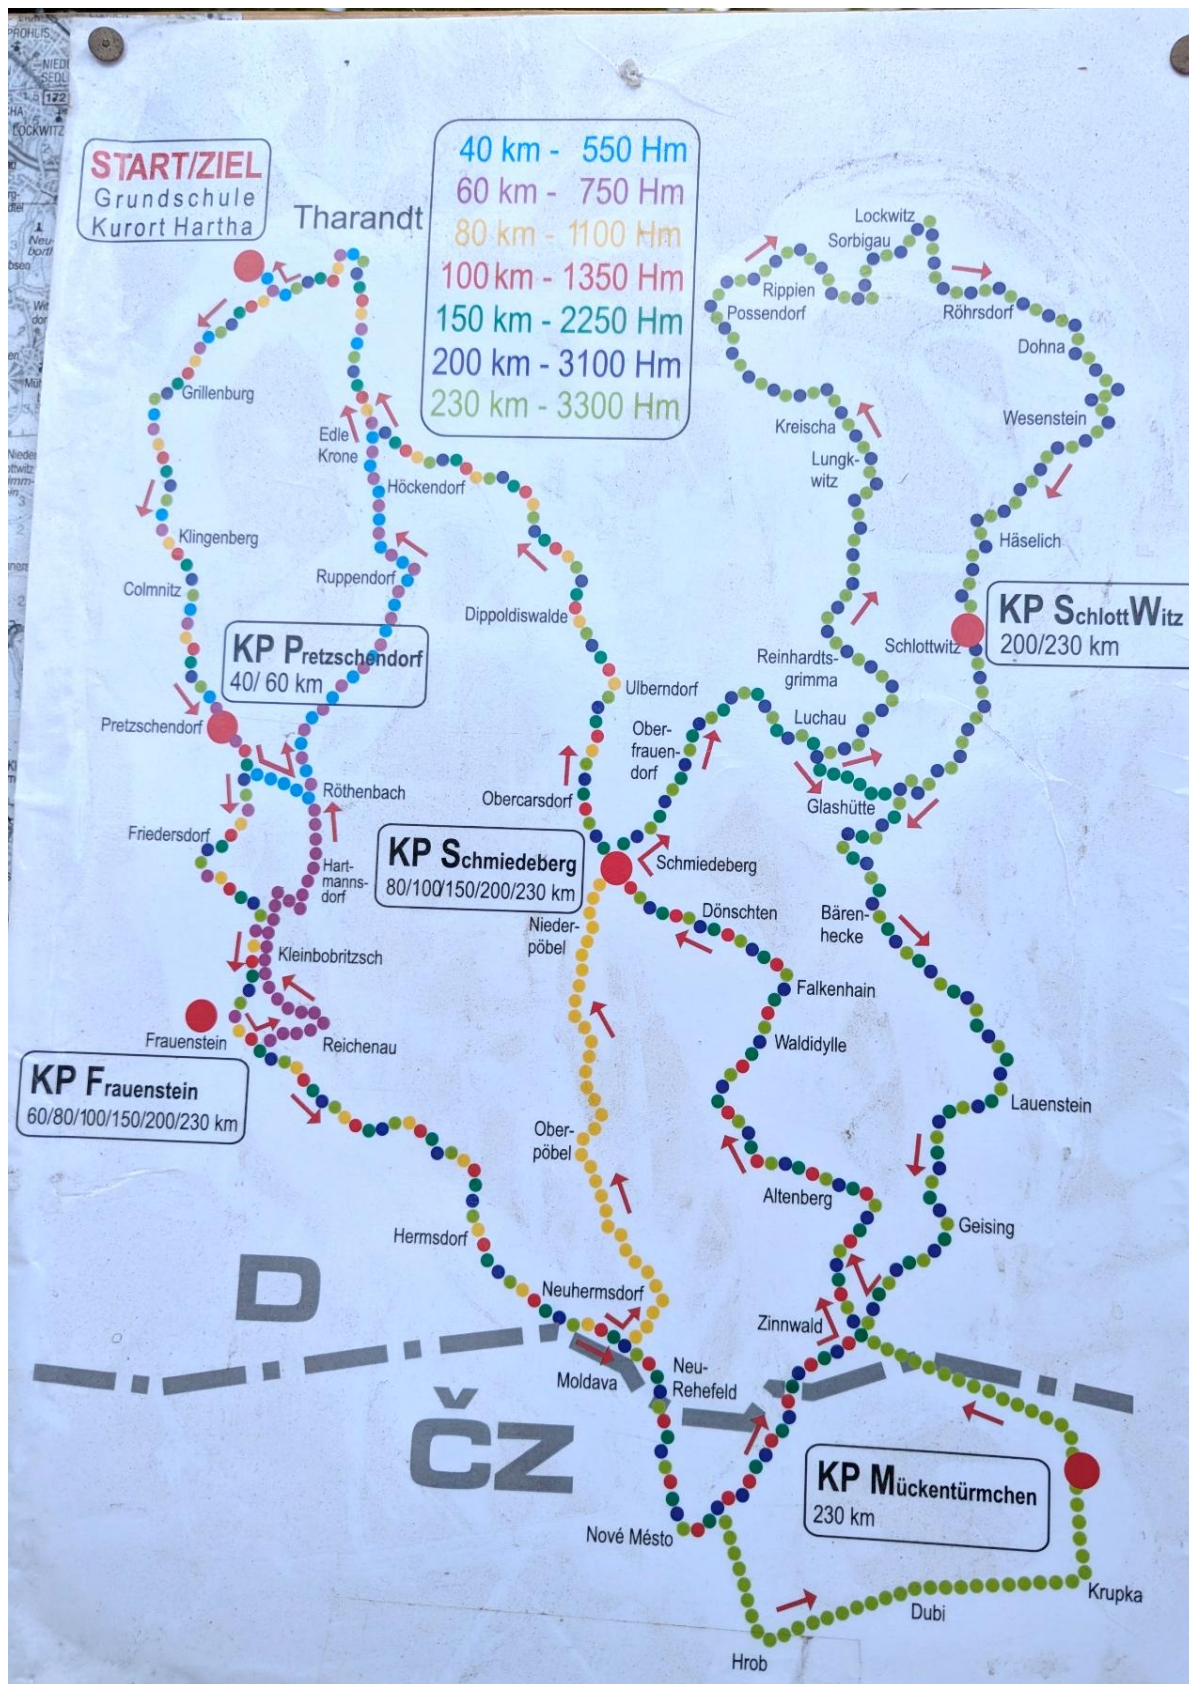 PROHLIS
172
LOCKWITZ
START/ZIEL
Grundschule
Kurort Hartha
Tharandt
40 km - 550 Hm
60 km - 750 Hm
80 km - 1100 Hm
100 km - 1350 Hm
150 km - 2250 Hm
200 km - 3100 Hm
230 km - 3300 Hm
Lockwitz
Sorbigau
Rippien
Possendorf
Röhrsdorf
Dohna
Grillenburg
Kreischa
Wesenstein
Edle
Krone
Lungk-
witz
Höckendorf
Klingenberg
Häselich
Colmnitz
Ruppendorf
Dippoldiswalde
KP SchlottWitz
200/230 km
Schlottwitz
KP Pretzschendorf
40/ 60 km
Reinhardts-
grimma
Ulberndorf
Pretzschendorf
Luchau
Ober-
frauen-
dorf
Röthenbach
Obercarsdorf
Glashütte
Friedersdorf
Hart-
manns-
dorf
KP Schmiedeberg
80/100/150/200/230 km
Schmiedeberg
Dönschten
Bären-
hecke
Nieder-
pöbel
Kleinbobritzsch
Falkenhain
Frauenstein
Reichenau
Waldidylle
KP Frauenstein
60/80/100/150/200/230 km
Lauenstein
Ober-
pöbel
Altenberg
Geising
Hermsdorf
D
Neuhermsdorf
Zinnwald
Moldava
Neu-
Rehefeld
ČZ
KP Mückentürmchen
230 km
Nové Mésto
Krupka
Dubi
Hrob